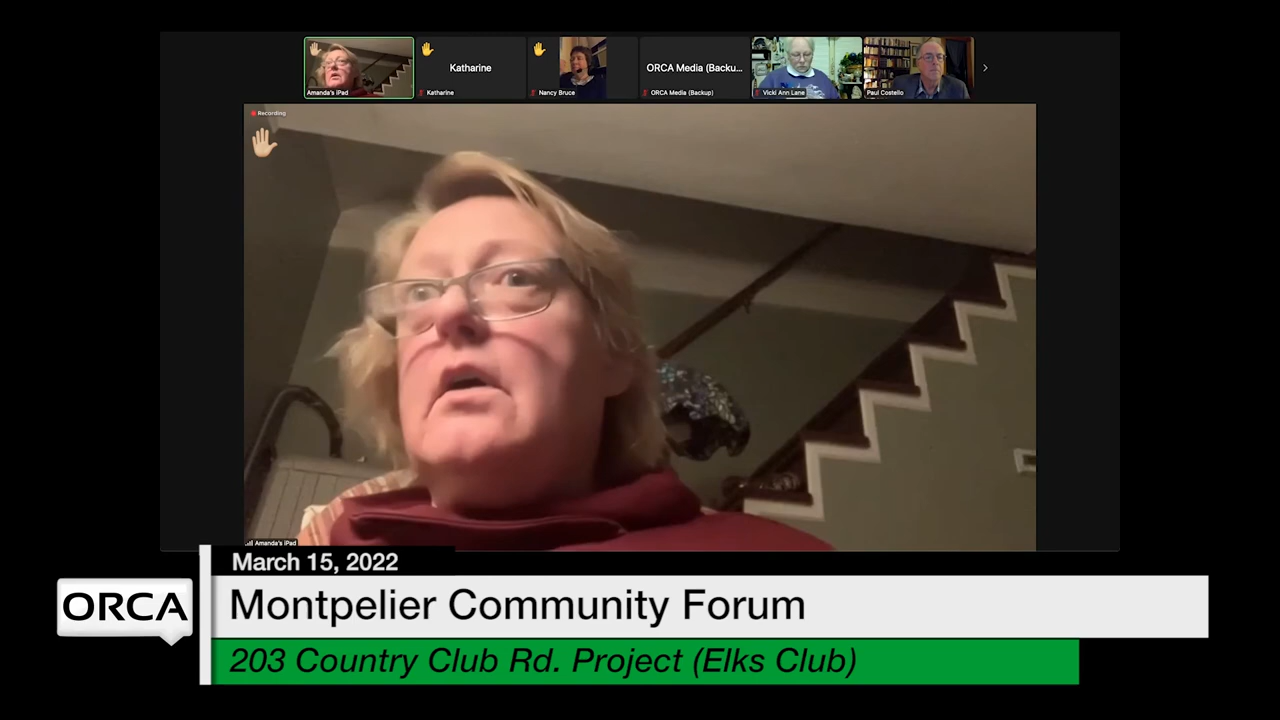 Katharine
ORCA Media (Backu...
Amanda's iPad
Katharine
Nancy Bruce
ORCA Media (Backup)
Vicki Ann Lane
Paul Costello
Recording
Amanda's iPad
March 15, 2022
ORCA
Montpelier Community Forum
203 Country Club Rd. Project (Elks Club)